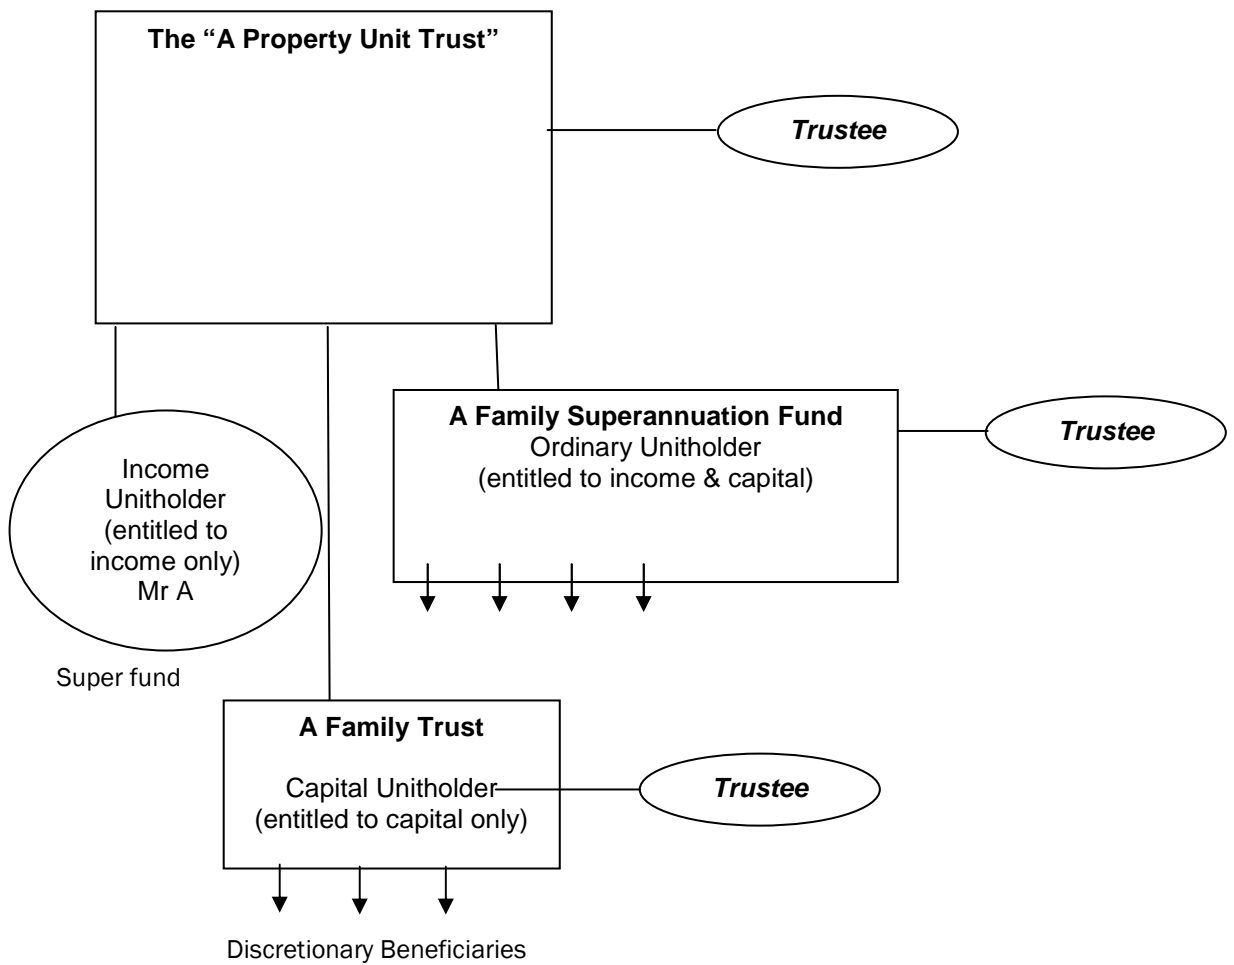 The “A Property Unit Trust”
Trustee
A Family Superannuation Fund
Ordinary Unitholder
(entitled to income & capital)
Trustee
Income
Unitholder
(entitled to
income only)
Mr A
Super fund
A Family Trust
Capital Unitholder
(entitled to capital only)
Trustee
Discretionary Beneficiaries